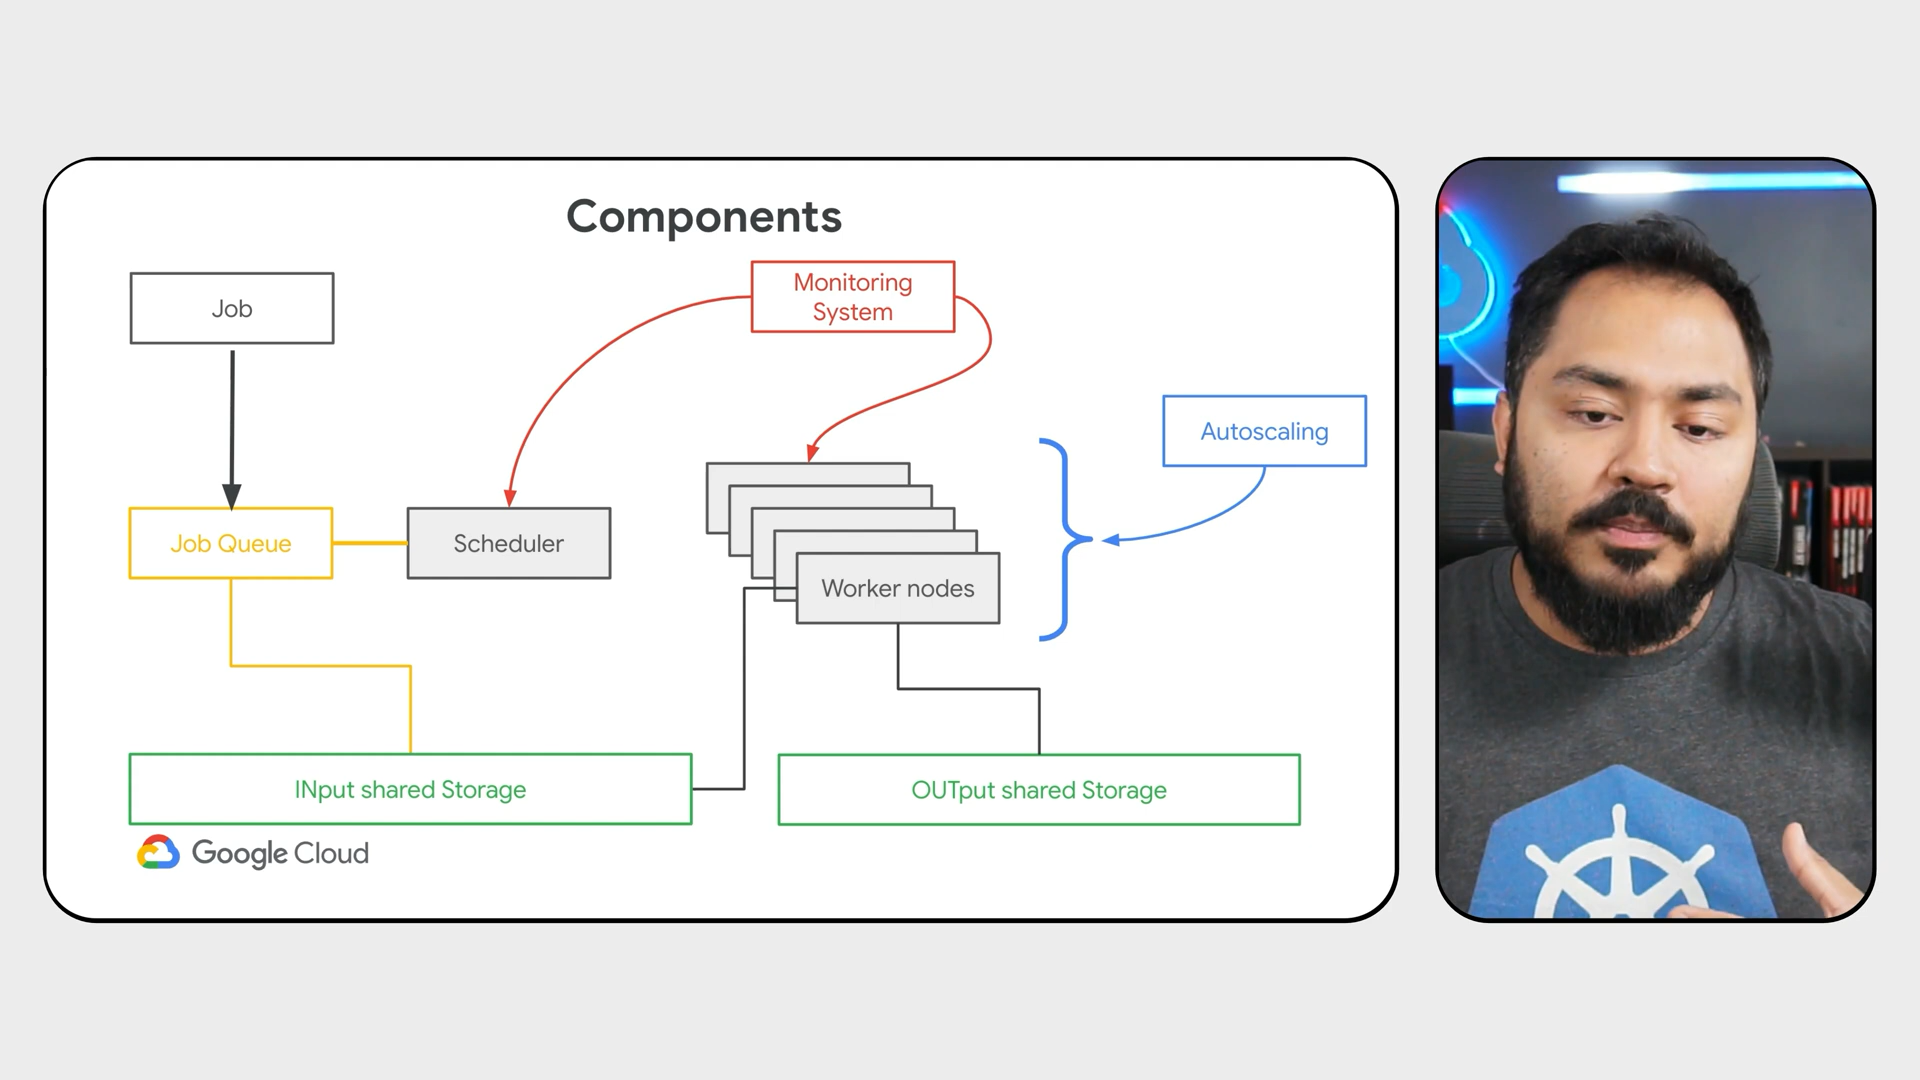 Components
Job
Monitoring
System
Autoscaling
Job Queue
Scheduler
Worker nodes
INput shared Storage
OUTput shared Storage
Google Cloud